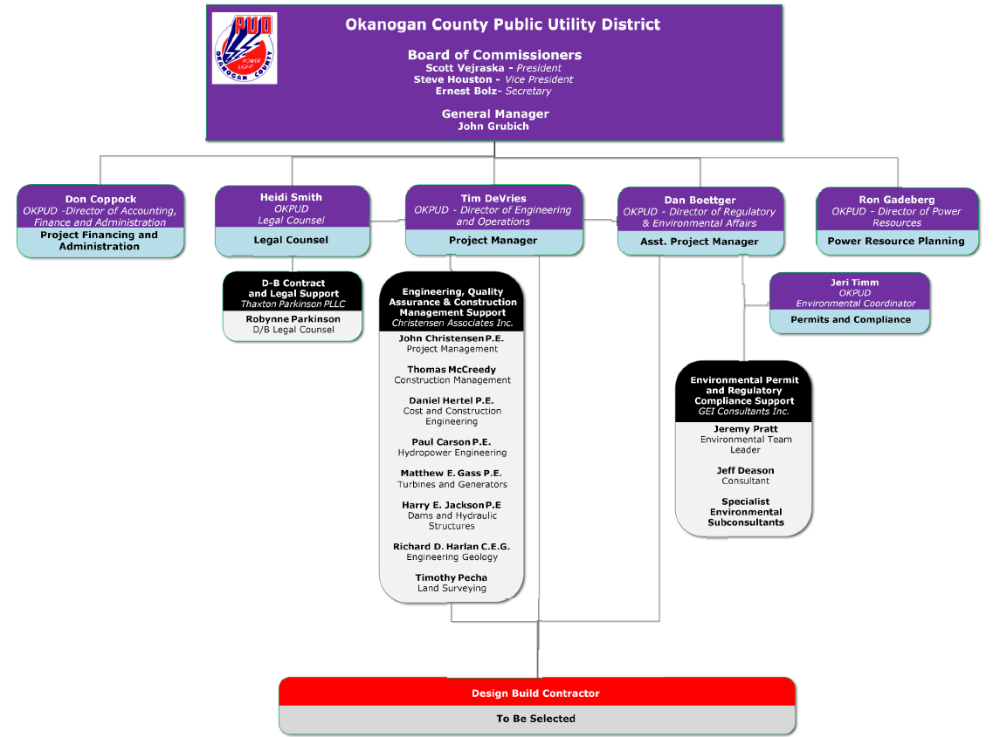 Okanogan County Public Utility District
PUD
POWER
LIGHT
OKANOGAN COUNTY
Board of Commissioners
Scott Vejraska - President
Steve Houston - Vice President
Ernest Bolz- Secretary
General Manager
John Grubich
Don Coppock
OKPUD -Director of Accounting,
Finance and Administration
Project Financing and
Administration
Heidi Smith
OKPUD
Legal Counsel
Legal Counsel
Tim DeVries
OKPUD - Director of Engineering
and Operations
Project Manager
Dan Boettger
OKPUD - Director of Regulatory
& Environmental Affairs
Asst. Project Manager
Ron Gadeberg
OKPUD - Director of Power
Resources
Power Resource Planning
D-B Contract
and Legal Support
Thaxton Parkinson PLLC
Robynne Parkinson
D/B Legal Counsel
Engineering, Quality
Assurance & Construction
Management Support
Christensen Associates Inc.
John Christensen P.E.
Project Management
Thomas McCreedy
Construction Management
Daniel Hertel P.E.
Cost and Construction
Engineering
Paul Carson P.E.
Hydropower Engineering
Matthew E. Gass P.E.
Turbines and Generators
Harry E. Jackson P.E
Dams and Hydraulic
Structures
Richard D. Harlan C.E.G.
Engineering Geology
Timothy Pecha
Land Surveying
Jeri Timm
OKPUD
Environmental Coordinator
Permits and Compliance
Environmental Permit
and Regulatory
Compliance Support
GEI Consultants Inc.
Jeremy Pratt
Environmental Team
Leader
Jeff Deason
Consultant
Specialist
Environmental
Subconsultants
Design Build Contractor
To Be Selected